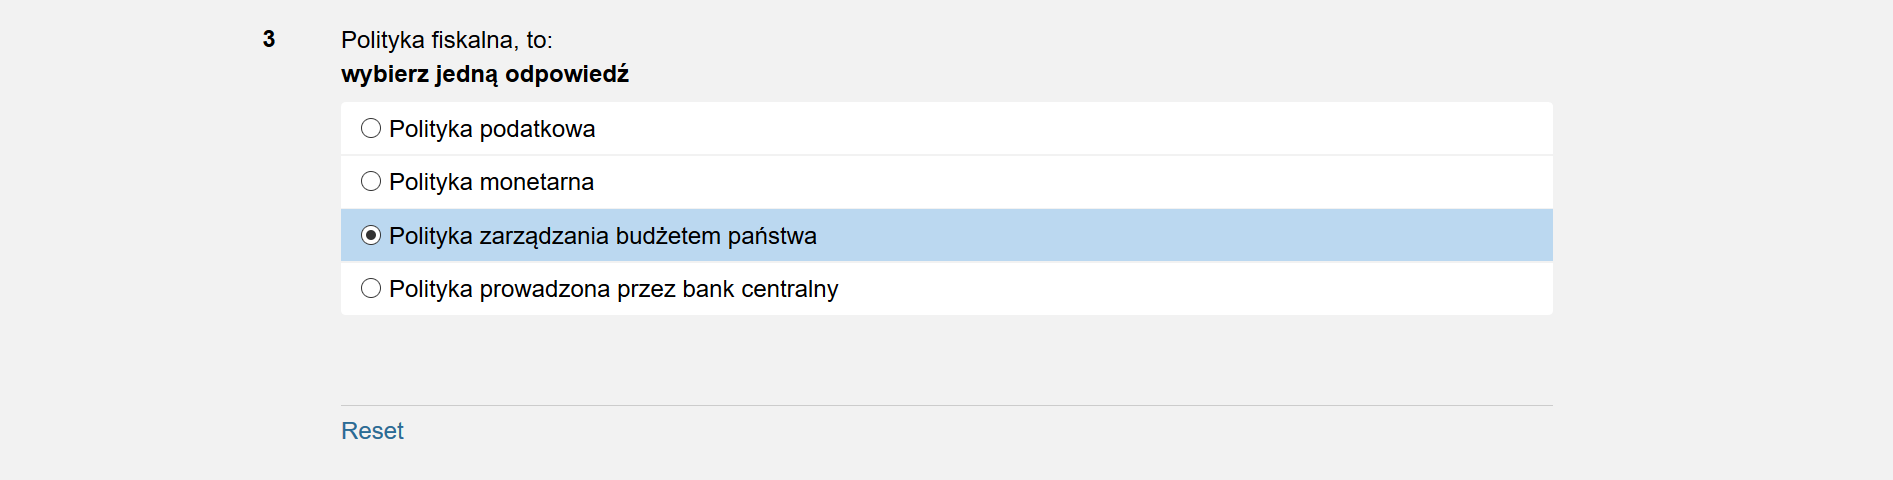 3
Polityka fiskalna, to:
wybierz jedną odpowiedź
Polityka podatkowa
Polityka monetarna
Polityka zarządzania budżetem państwa
Polityka prowadzona przez bank centralny
Reset